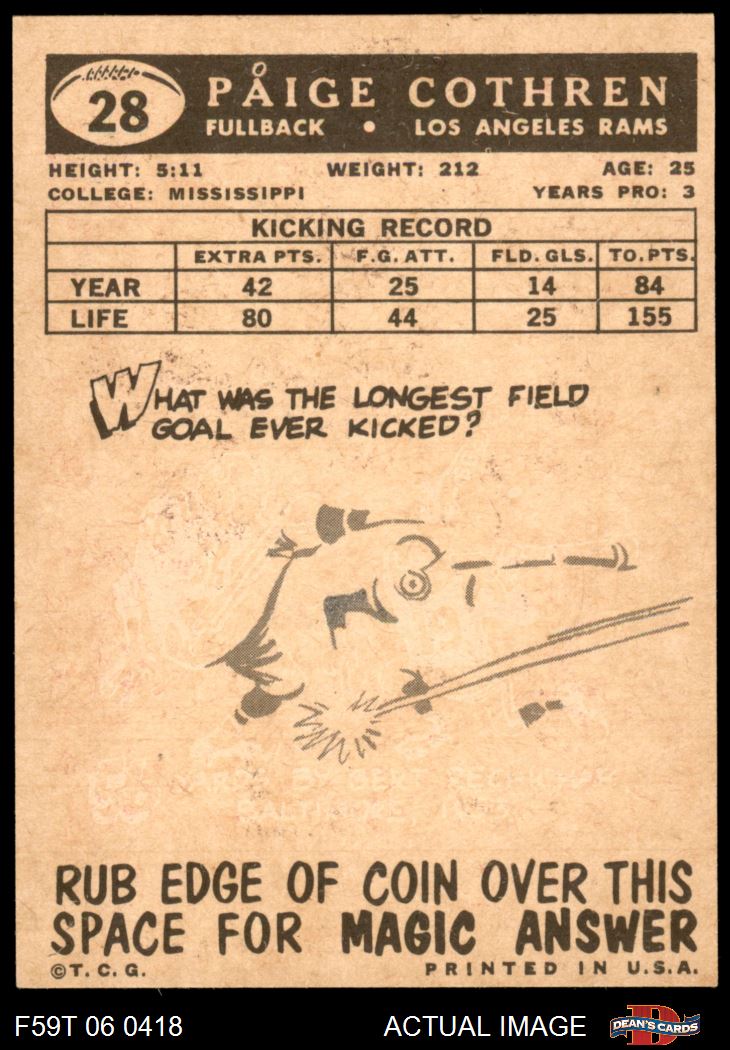 28
PAIGE COTHREN
FULLBACK • LOS ANGELES RAMS
HEIGHT: 5:11 WEIGHT: 212 AGE: 25
COLLEGE: MISSISSIPPI YEARS PRO: 3
KICKING RECORD
EXTRA PTS. F.G. ATT. FLD. GLS. TO. PTS.
YEAR 42 25 14 84
LIFE 80 44 25 155
WHAT WAS THE LONGEST FIELD
GOAL EVER KICKED?
RUB EDGE OF COIN OVER THIS
SPACE FOR MAGIC ANSWER
©T.C.G. PRINTED IN U.S.A.
F59T 06 0418 ACTUAL IMAGE DEAN'S CARDS